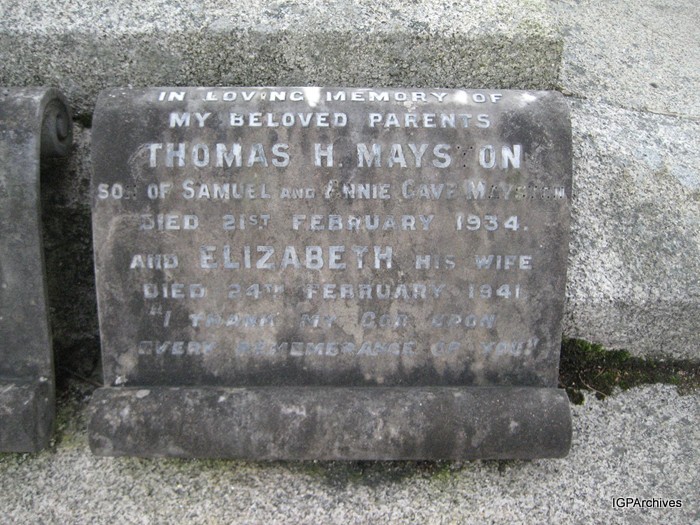 IN LOVING MEMORY OF
MY BELOVED PARENTS
THOMAS H. MAYSTON
SON OF SAMUEL AND ANNIE CAVE MAYSTON
DIED 21ST FEBRUARY 1934.
AND ELIZABETH HIS WIFE
DIED 24TH FEBRUARY 1941
"I THANK MY GOD UPON
EVERY REMEMBRANCE OF YOU"
IGPArchives